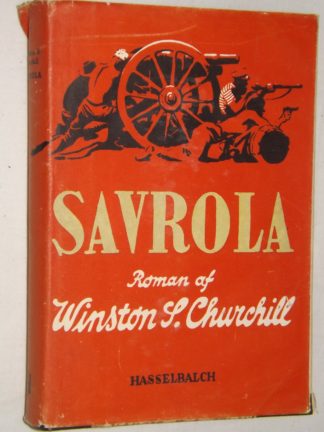 SAVROLA
Roman af
Winston S. Churchill
HASSELBALCH